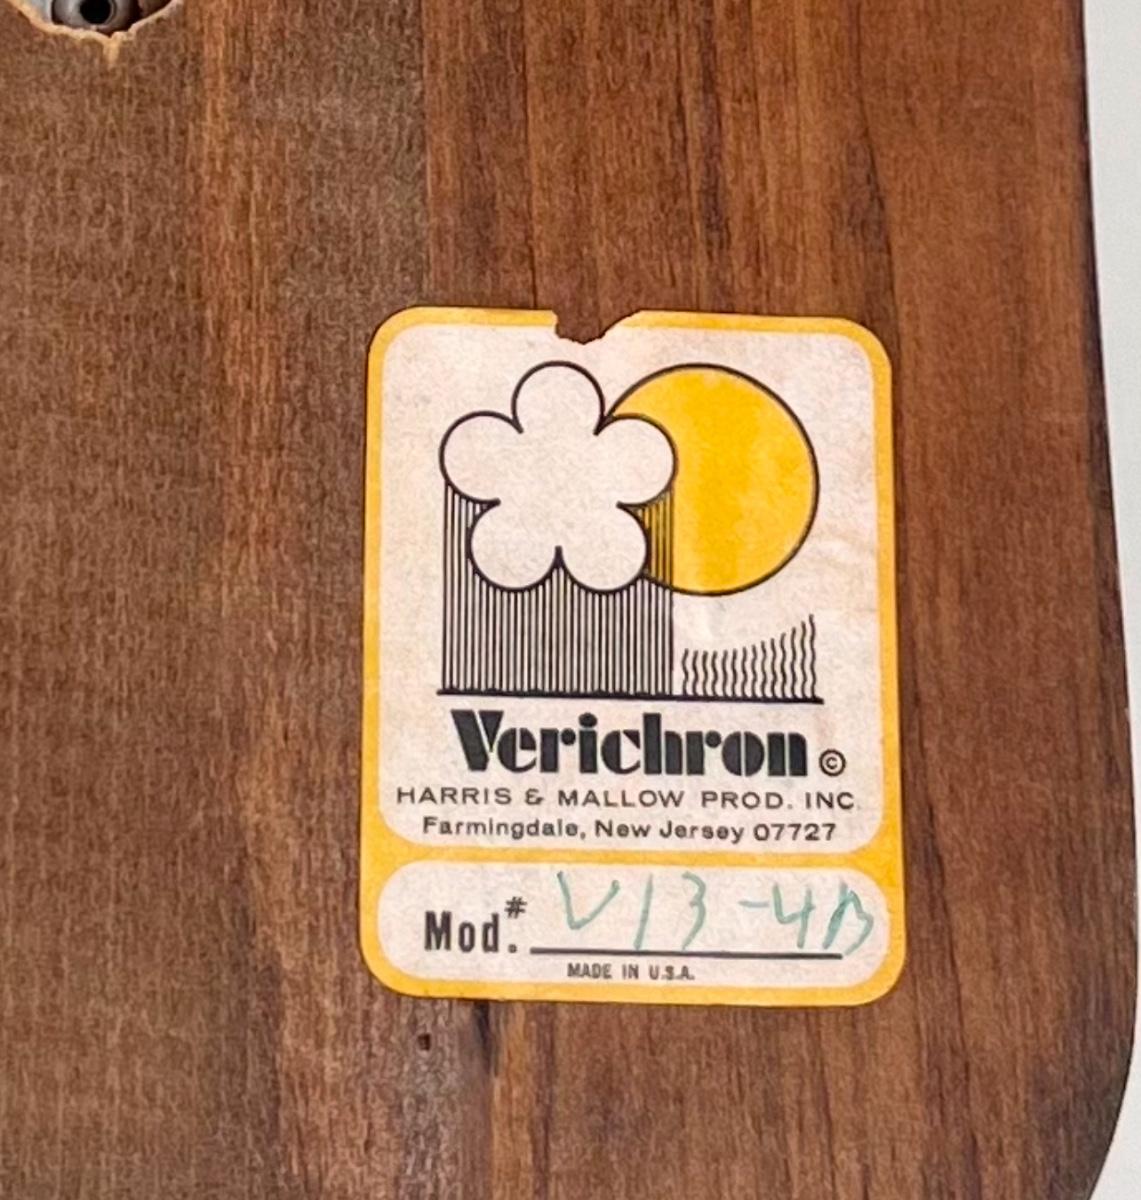 Verichron ©
HARRIS & MALLOW PROD. INC.
Farmingdale, New Jersey 07727
Mod.# V13-4B
MADE IN U.S.A.